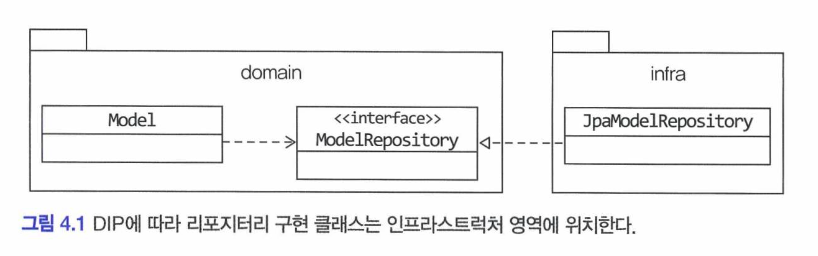 domain
infra
Model
<<interface>>
ModelRepository
JpaModelRepository
그림 4.1 DIP에 따라 리포지터리 구현 클래스는 인프라스트럭처 영역에 위치한다.